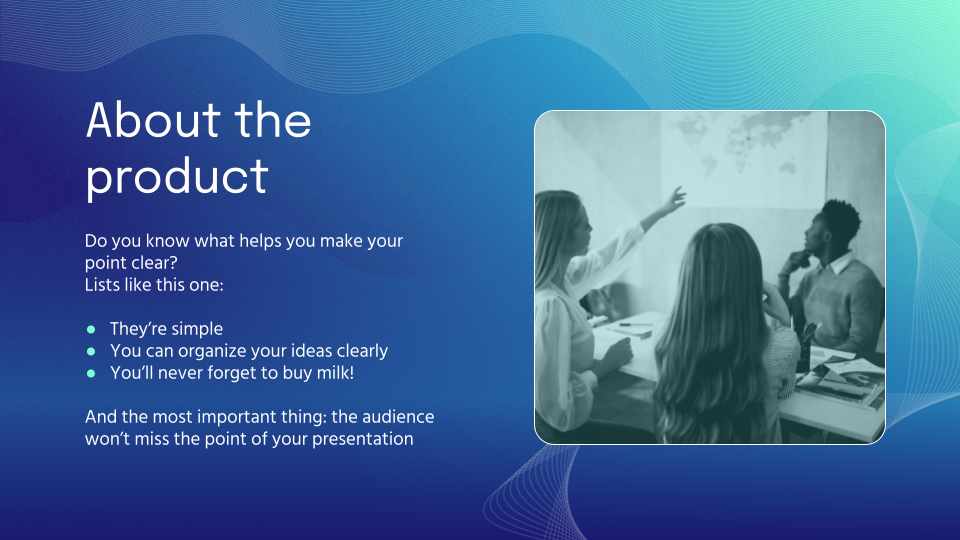 About the
product
Do you know what helps you make your
point clear?
Lists like this one:
● They’re simple
● You can organize your ideas clearly
● You’ll never forget to buy milk!
And the most important thing: the audience
won’t miss the point of your presentation